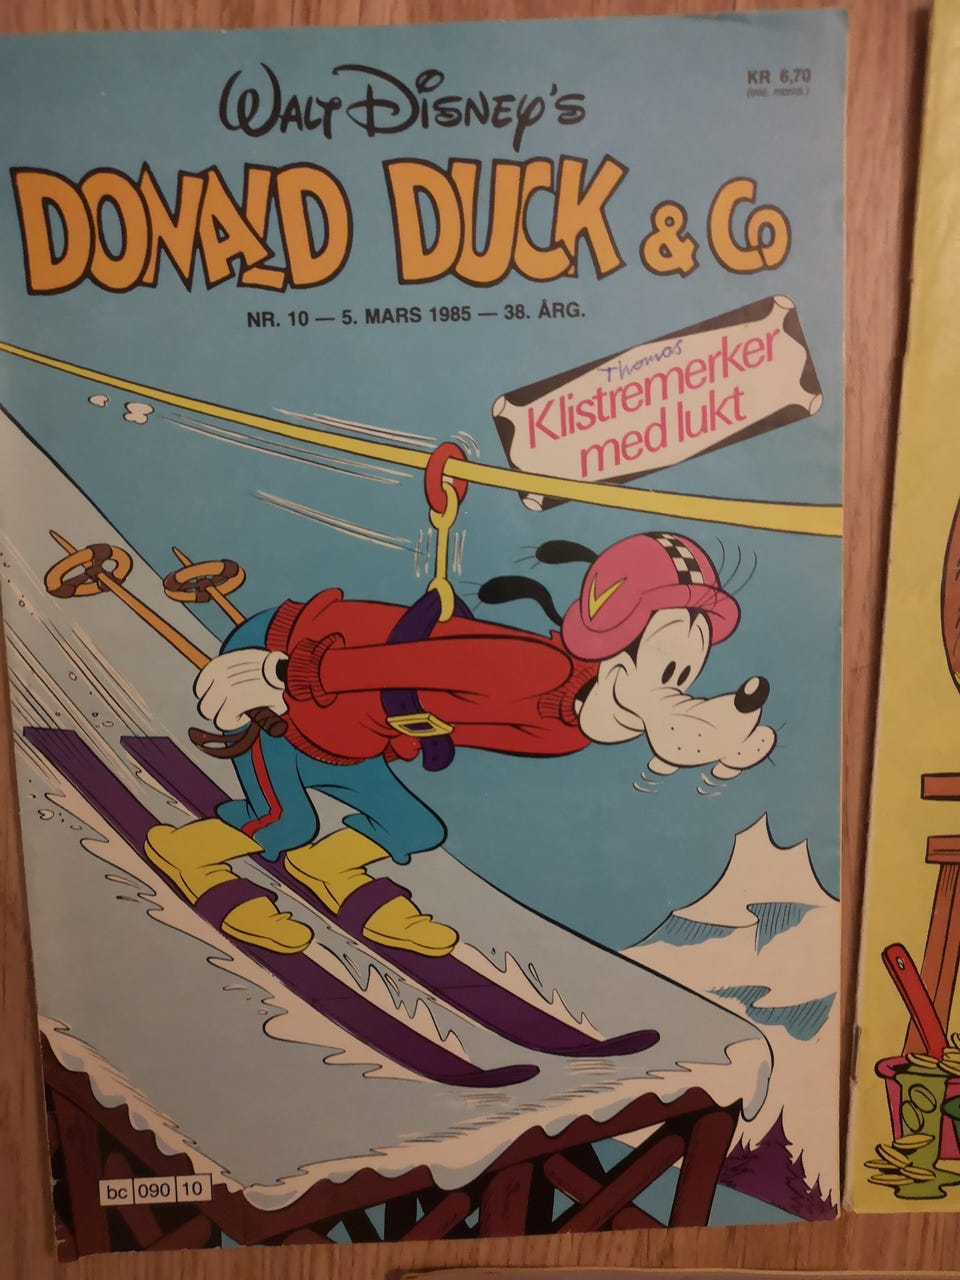 KR 6,70
(inkl. moms.)
WALT DISNEY'S
DONALD DUCK & Co
NR. 10 — 5. MARS 1985 — 38. ÅRG.
Thomas
Klistremerker
med lukt
bc 090 10